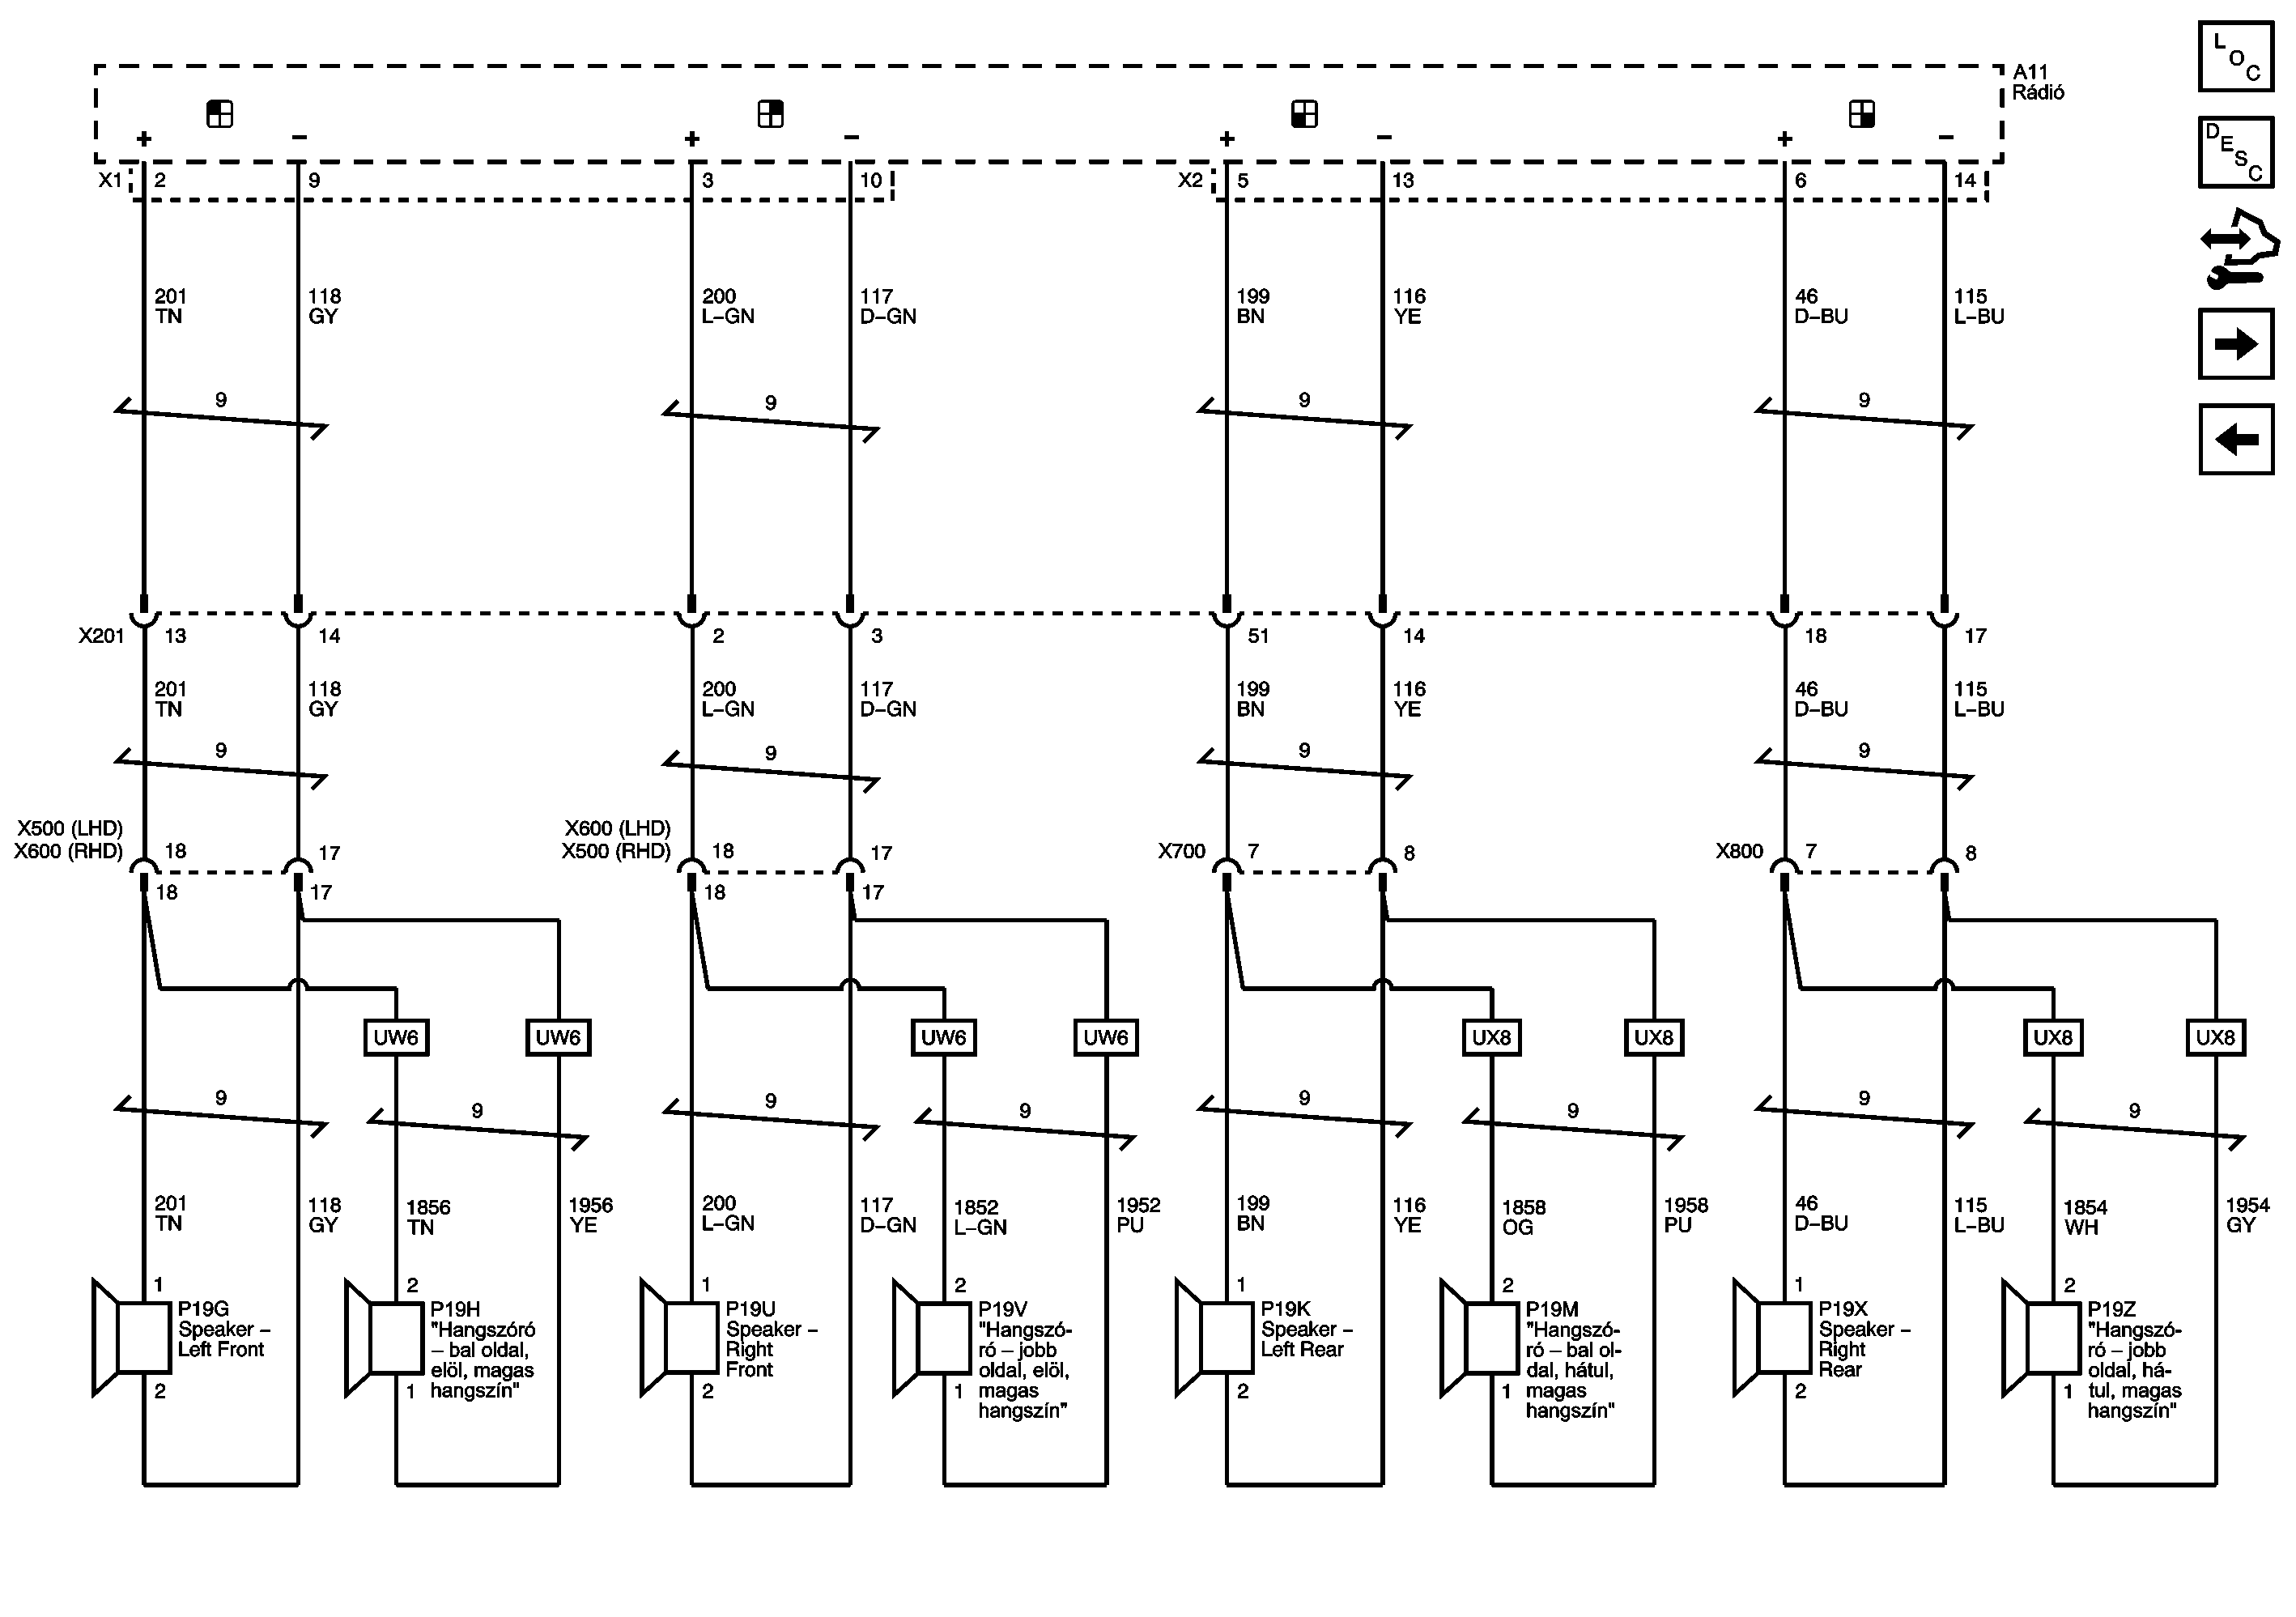 L O C
A11
Rádió
D E S C
+ − + − + − + −
X1 2 9 3 10 X2 5 13 6 14
201 118 200 117 199 116 46 115
TN GY L−GN D−GN BN YE D−BU L−BU
9 9 9 9
X201 13 14 2 3 51 14 18 17
201 118 200 117 199 116 46 115
TN GY L−GN D−GN BN YE D−BU L−BU
9 9 9 9
X500 (LHD) X600 (LHD)
X600 (RHD) 18 17 X500 (RHD) 18 17 X700 7 8 X800 7 8
18 17 18 17
UW6 UW6 UW6 UW6 UX8 UX8 UX8 UX8
9 9 9 9 9 9 9 9
201 118 1856 1956 200 117 1852 1952 199 116 1858 1958 46 115 1854 1954
TN GY TN YE L−GN D−GN L−GN PU BN YE OG PU D−BU L−BU WH GY
1 2 1 2 1 2 1 2
P19G
Speaker –
Left Front
P19H
"Hangszóró
– bal oldal,
elöl, magas
hangszín"
P19U
Speaker –
Right
Front
P19V
"Hangszó-
ró – jobb
oldal, elöl,
magas
hangszín"
P19K
Speaker –
Left Rear
P19M
"Hangszó-
ró – bal ol-
dal, hátul,
magas
hangszín"
P19X
Speaker –
Right
Rear
P19Z
"Hangszó-
ró – jobb
oldal, há-
tul, magas
hangszín"
2 1 2 1 2 1 2 1